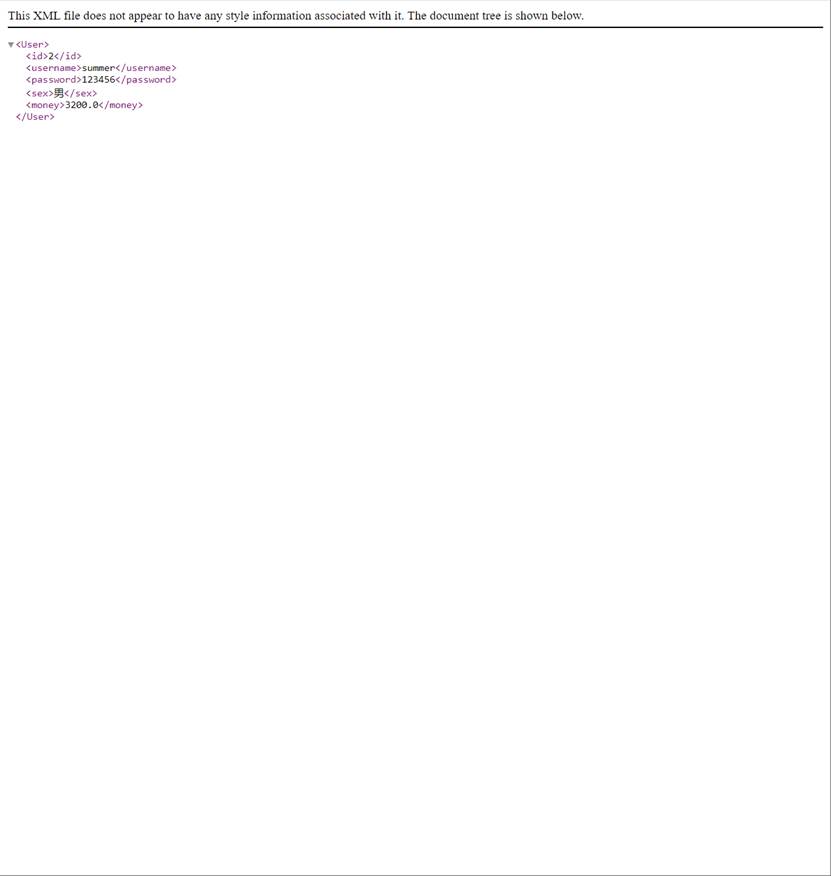 This XML file does not appear to have any style information associated with it. The document tree is shown below.
▼<User>
<id>2</id>
<username>summer</username>
<password>123456</password>
<sex>男</sex>
<money>3200.0</money>
</User>